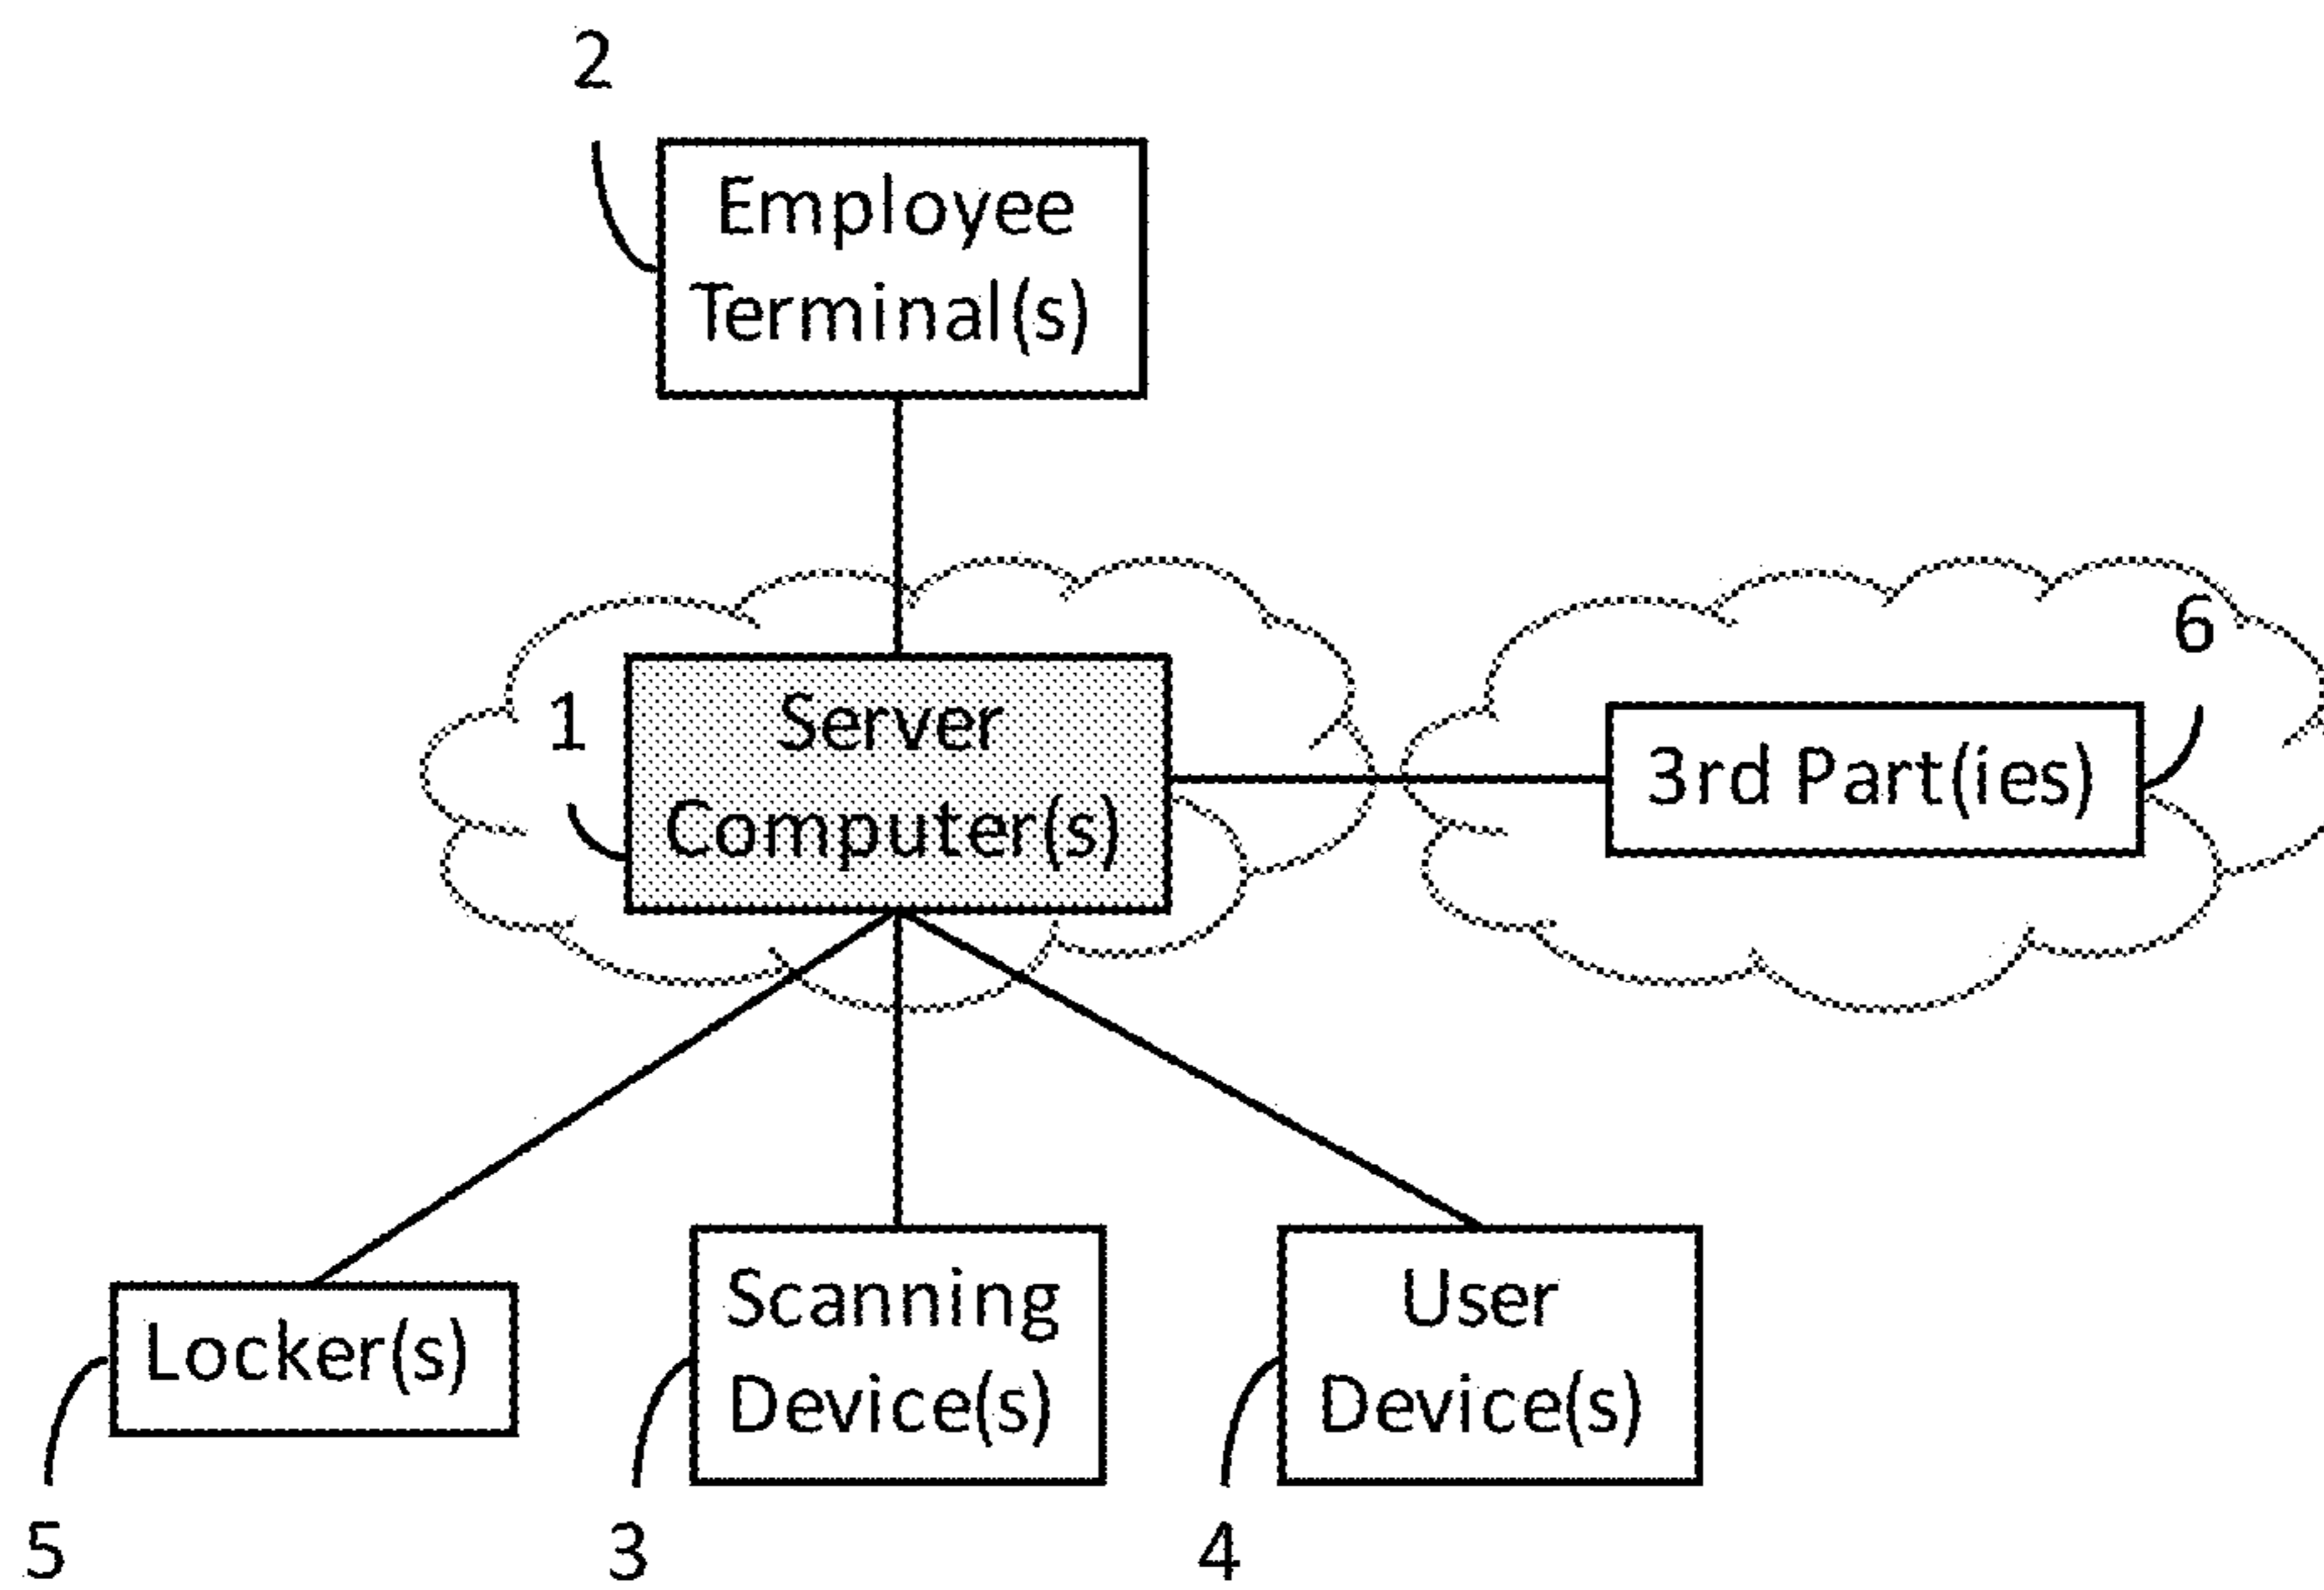 2
Employee
Terminal(s)
1
Server
Computer(s)
6
3rd Part(ies)
Locker(s)
5
Scanning
Device(s)
3
User
Device(s)
4